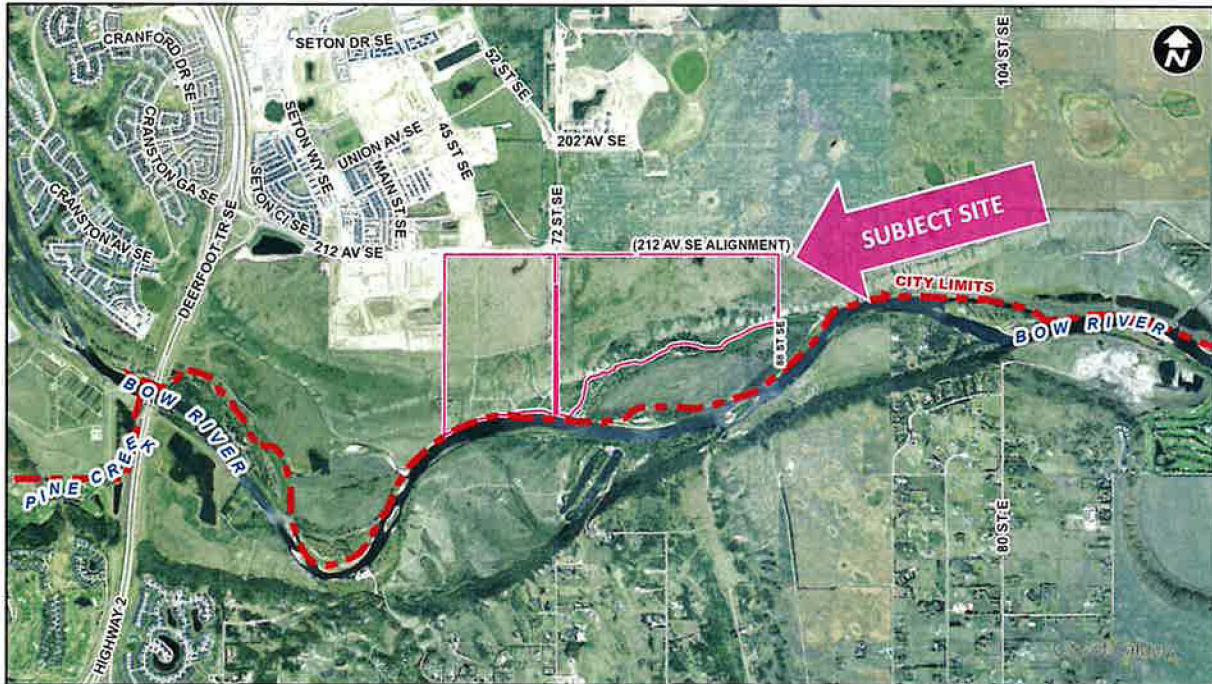 CRANFORD DR SE
SETON DR SE
52 ST SE
104 ST SE
N
CRANSTON GA SE
SETON WY SE
UNION AV SE
MAIN ST SE
45 ST SE
202 AV SE
CRANSTON AV SE
SETON CI SE
212 AV SE
DEERFOOT TR SE
72 ST SE
(212 AV SE ALIGNMENT)
SUBJECT SITE
CITY LIMITS
BOW RIVER
88 ST SE
BOW RIVER
PINE CREEK
80 ST E
HIGHWAY 2